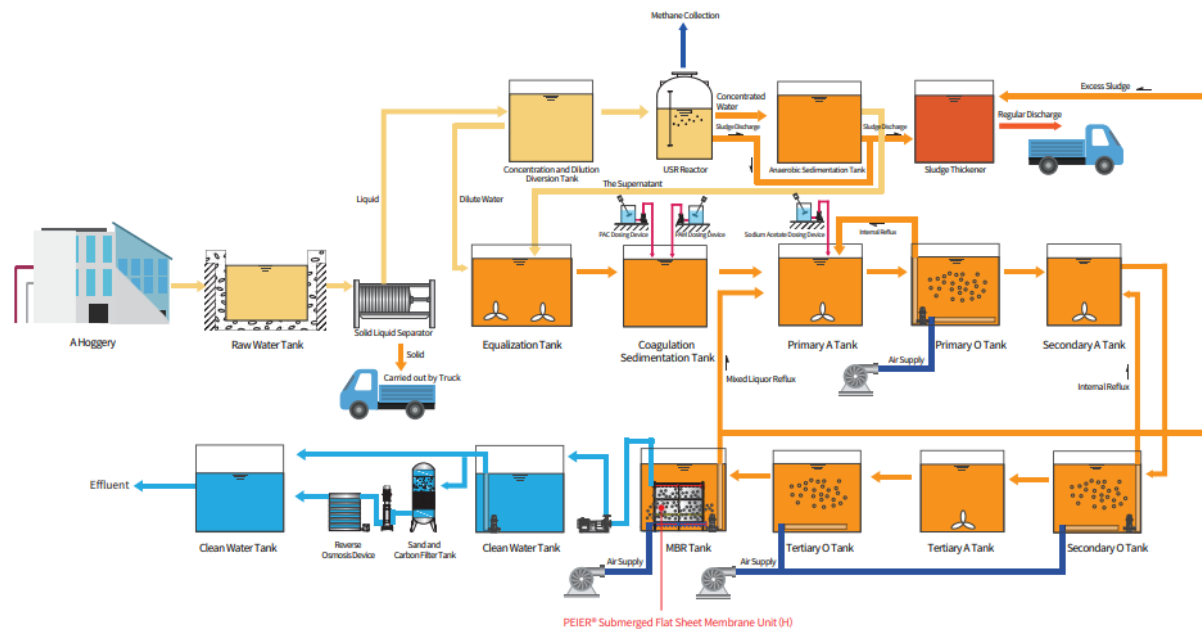 Methane Collection
Concentrated
Water
Excess Sludge
Sludge Discharge
Sludge Discharge
Regular Discharge
Concentration and Dilution
Diversion Tank
USR Reactor
Anaerobic Sedimentation Tank
Sludge Thickener
The Supernatant
Liquid
Dilute Water
PAC Dosing Device
PAM Dosing Device
Sodium Acetate Dosing Device
Internal Reflux
A Hoggery
Raw Water Tank
Solid Liquid Separator
Equalization Tank
Coagulation
Sedimentation Tank
Primary A Tank
Primary O Tank
Secondary A Tank
Solid
Carried out by Truck
Air Supply
Mixed Liquor Reflux
Internal Reflux
Effluent
Clean Water Tank
Reverse
Osmosis Device
Sand and
Carbon Filter Tank
Clean Water Tank
MBR Tank
Tertiary O Tank
Tertiary A Tank
Secondary O Tank
Air Supply
Air Supply
PEIER® Submerged Flat Sheet Membrane Unit (H)